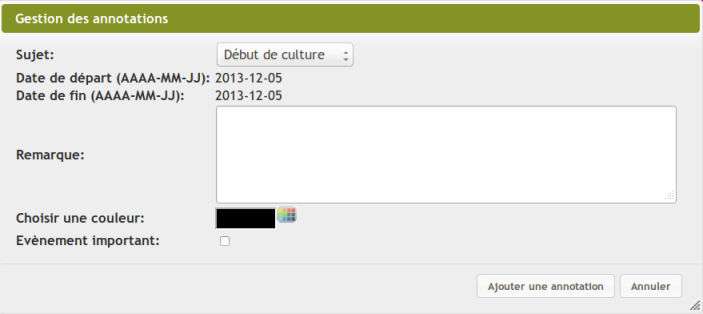 Gestion des annotations
Sujet: Début de culture
Date de départ (AAAA-MM-JJ): 2013-12-05
Date de fin (AAAA-MM-JJ): 2013-12-05
Remarque:
Choisir une couleur:
Evènement important:
Ajouter une annotation Annuler